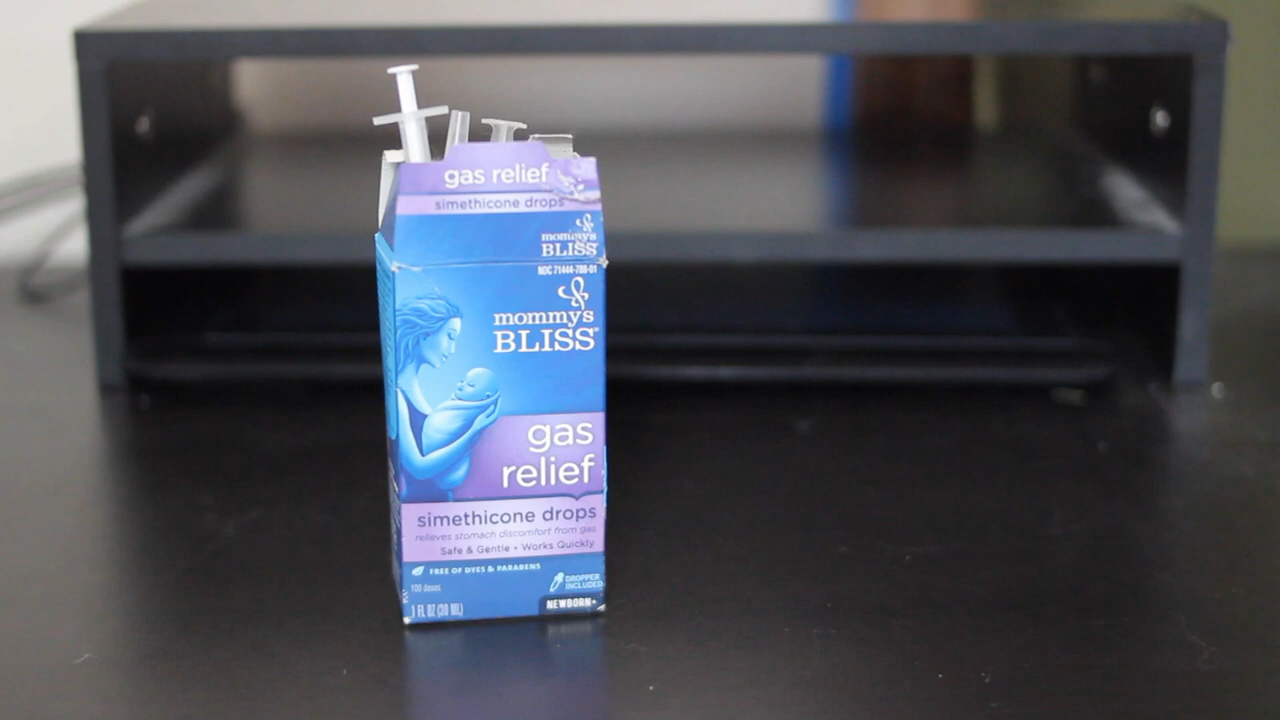 gas relief
simethicone drops
mommy's
BLISS
NDC 71444-788-01
mommy's
BLISS®
gas
relief
simethicone drops
relieves stomach discomfort from gas
Safe & Gentle • Works Quickly
FREE OF DYES & PARABENS
100 doses
DROPPER
INCLUDED
1 FL OZ (30 ML)
NEWBORN+